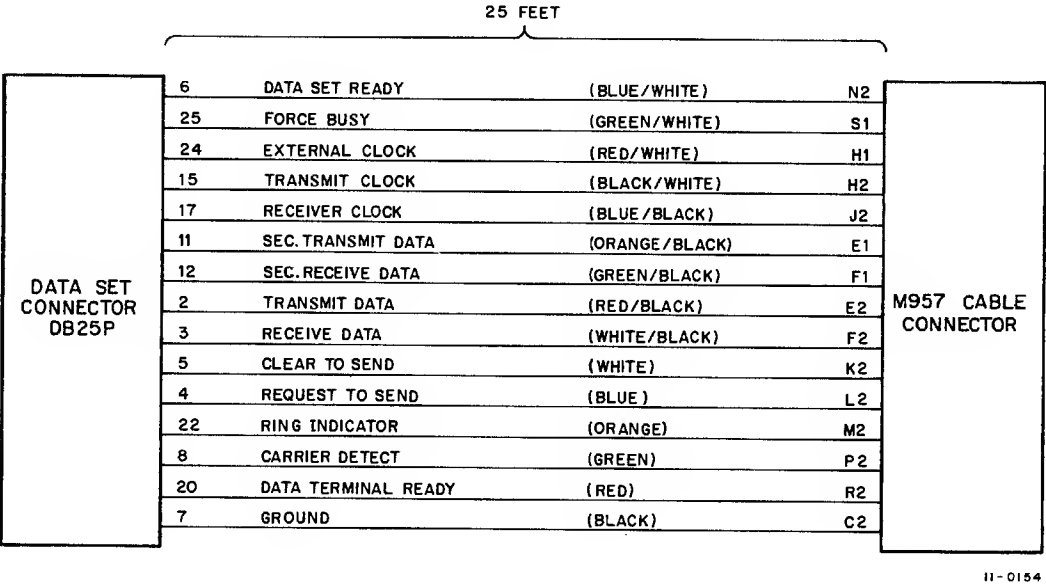 25 FEET
6 DATA SET READY (BLUE/WHITE) N2
25 FORCE BUSY (GREEN/WHITE) S1
24 EXTERNAL CLOCK (RED/WHITE) H1
15 TRANSMIT CLOCK (BLACK/WHITE) H2
17 RECEIVER CLOCK (BLUE/BLACK) J2
11 SEC. TRANSMIT DATA (ORANGE/BLACK) E1
12 SEC. RECEIVE DATA (GREEN/BLACK) F1
2 TRANSMIT DATA (RED/BLACK) E2
3 RECEIVE DATA (WHITE/BLACK) F2
5 CLEAR TO SEND (WHITE) K2
4 REQUEST TO SEND (BLUE) L2
22 RING INDICATOR (ORANGE) M2
8 CARRIER DETECT (GREEN) P2
20 DATA TERMINAL READY (RED) R2
7 GROUND (BLACK) C2
DATA SET
CONNECTOR
DB25P
M957 CABLE
CONNECTOR
11-0154